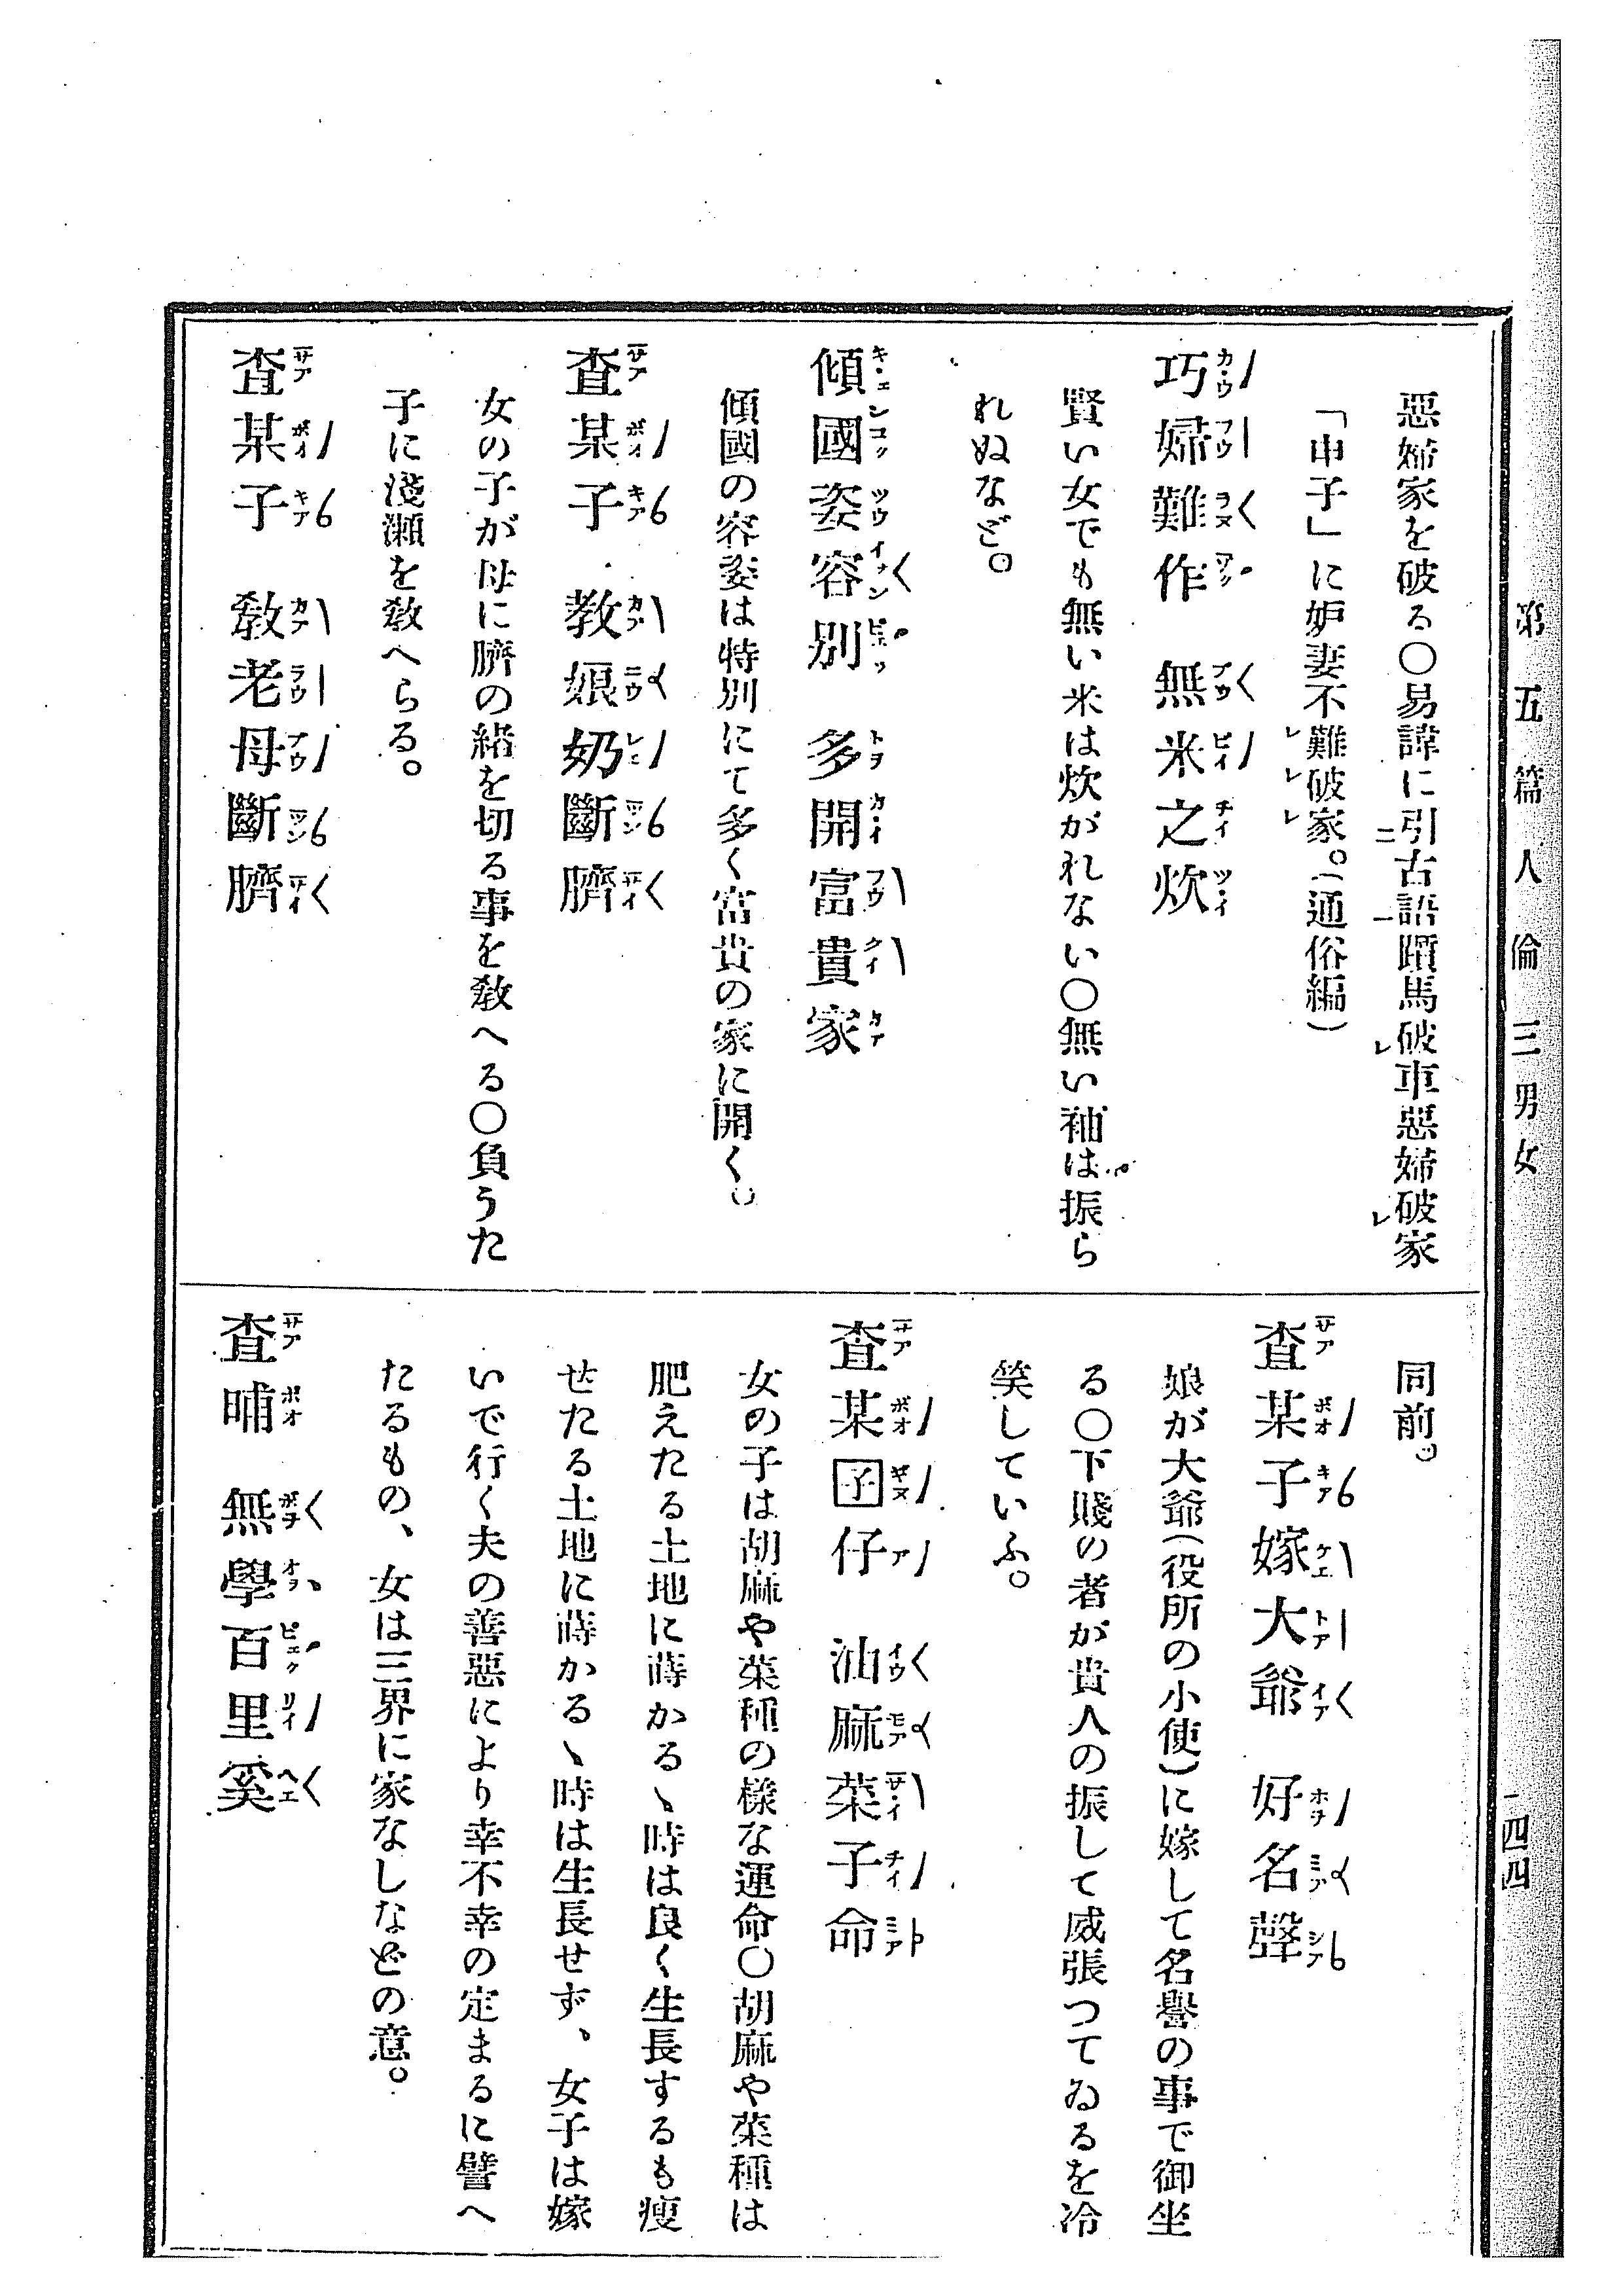 第五篇 人倫 三 男女
一四四
惡婦家を破る〇易諱に引古語躓馬破車惡婦破家
「申子」に妒妻不難破家。(通俗編)
巧婦難作 無米之炊
賢い女でも無い米は炊がれない〇無い袖は振ら
れぬなど。
傾國姿容別 多開富貴家
傾國の容姿は特別にて多く富貴の家に開く。
查某子 教娘奶斷臍
女の子が母に臍の緒を切る事を敎へる〇負うた
子に淺瀬を敎へらる。
查某子 敎老母斷臍
同前。
查某子嫁大爺 好名聲
娘が大爺(役所の小使)に嫁して名譽の事で御坐
る〇下賤の者が貴人の振して威張つてゐるを冷
笑していふ。
查某囝仔 油麻菜子命
女の子は胡麻や菜種の樣な運命〇胡麻や菜種は
肥えたる土地に蒔かるゝ時は良く生長するも瘦
せたる土地に蒔かるゝ時は生長せず、女子は嫁
いで行く夫の善惡により幸不幸の定まるに譬へ
たるもの、女は三界に家なしなどの意。
查晡 無學百里奚